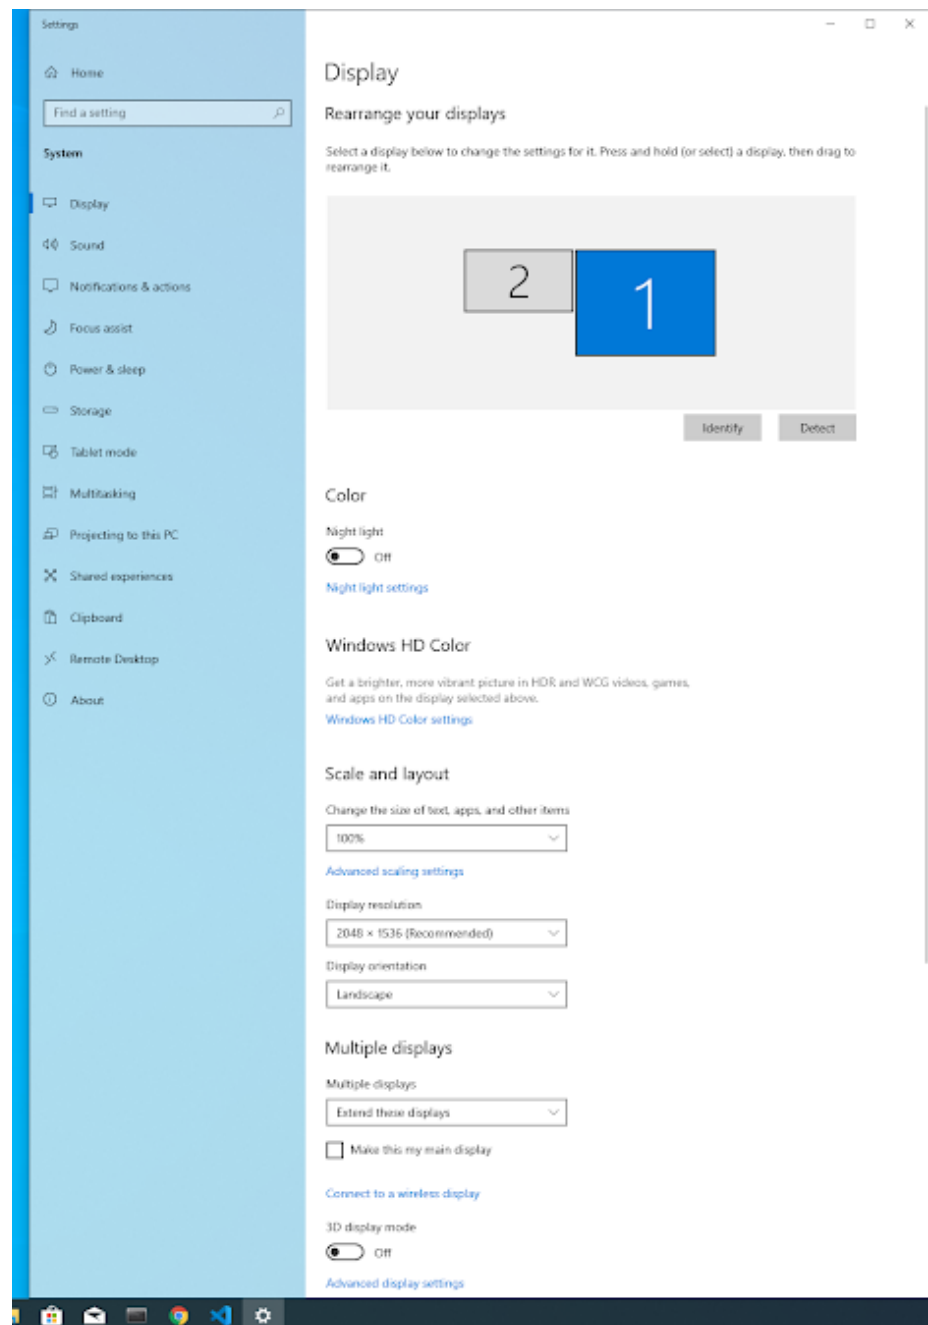 Settings
Home
Find a setting
System
Display
Sound
Notifications & actions
Focus assist
Power & sleep
Storage
Tablet mode
Multitasking
Projecting to this PC
Shared experiences
Clipboard
Remote Desktop
About
Display
Rearrange your displays
Select a display below to change the settings for it. Press and hold (or select) a display, then drag to
rearrange it.
2
1
Identify
Detect
Color
Night light
Off
Night light settings
Windows HD Color
Get a brighter, more vibrant picture in HDR and WCG videos, games,
and apps on the display selected above.
Windows HD Color settings
Scale and layout
Change the size of text, apps, and other items
100%
Advanced scaling settings
Display resolution
2048 × 1536 (Recommended)
Display orientation
Landscape
Multiple displays
Multiple displays
Extend these displays
Make this my main display
Connect to a wireless display
3D display mode
Off
Advanced display settings